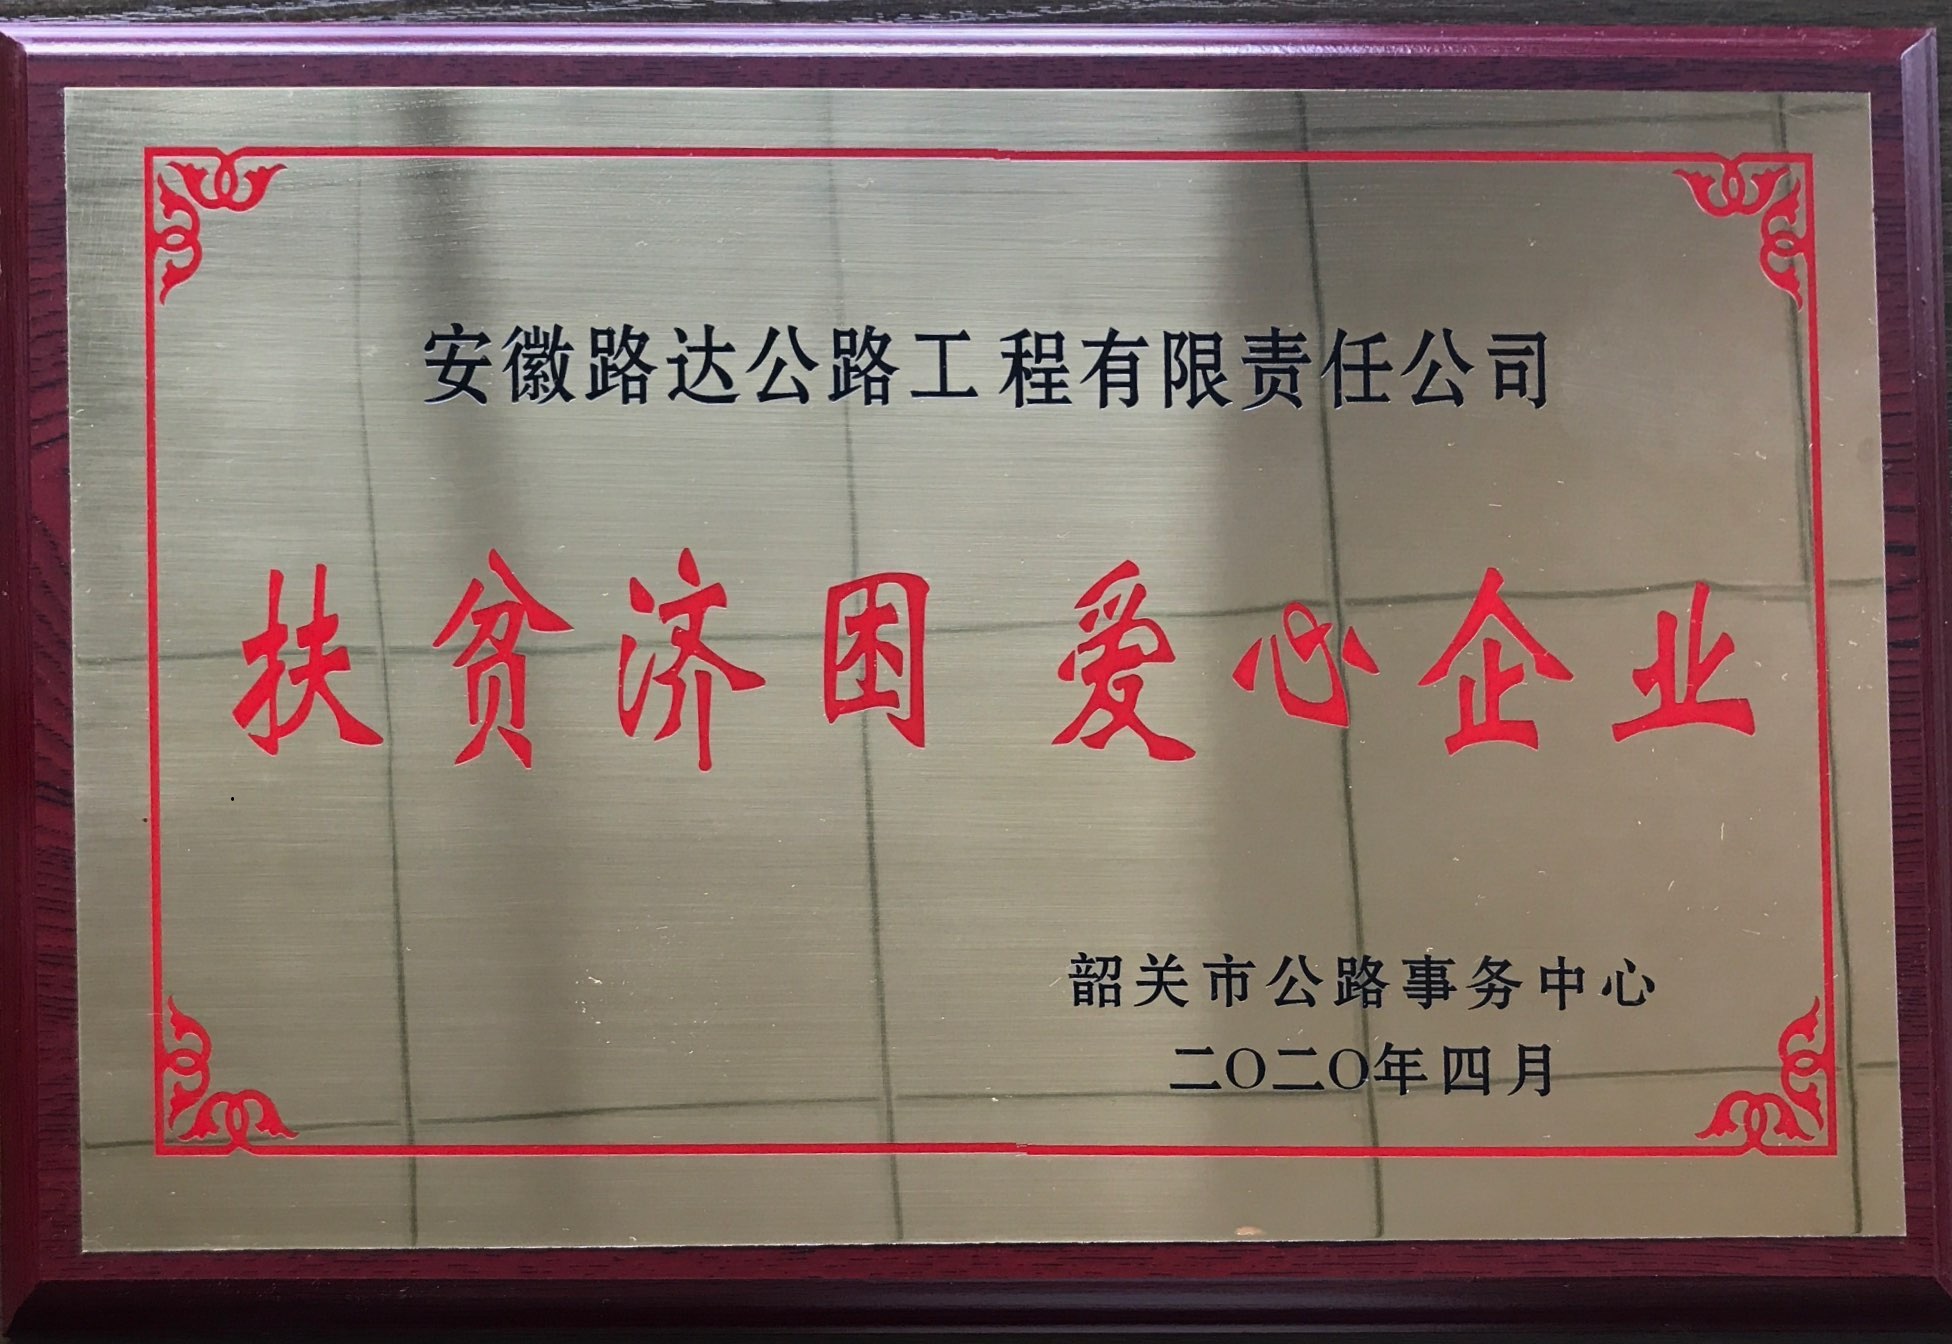 安徽路达公路工程有限责任公司
扶贫济困 爱心企业
韶关市公路事务中心
二〇二〇年四月